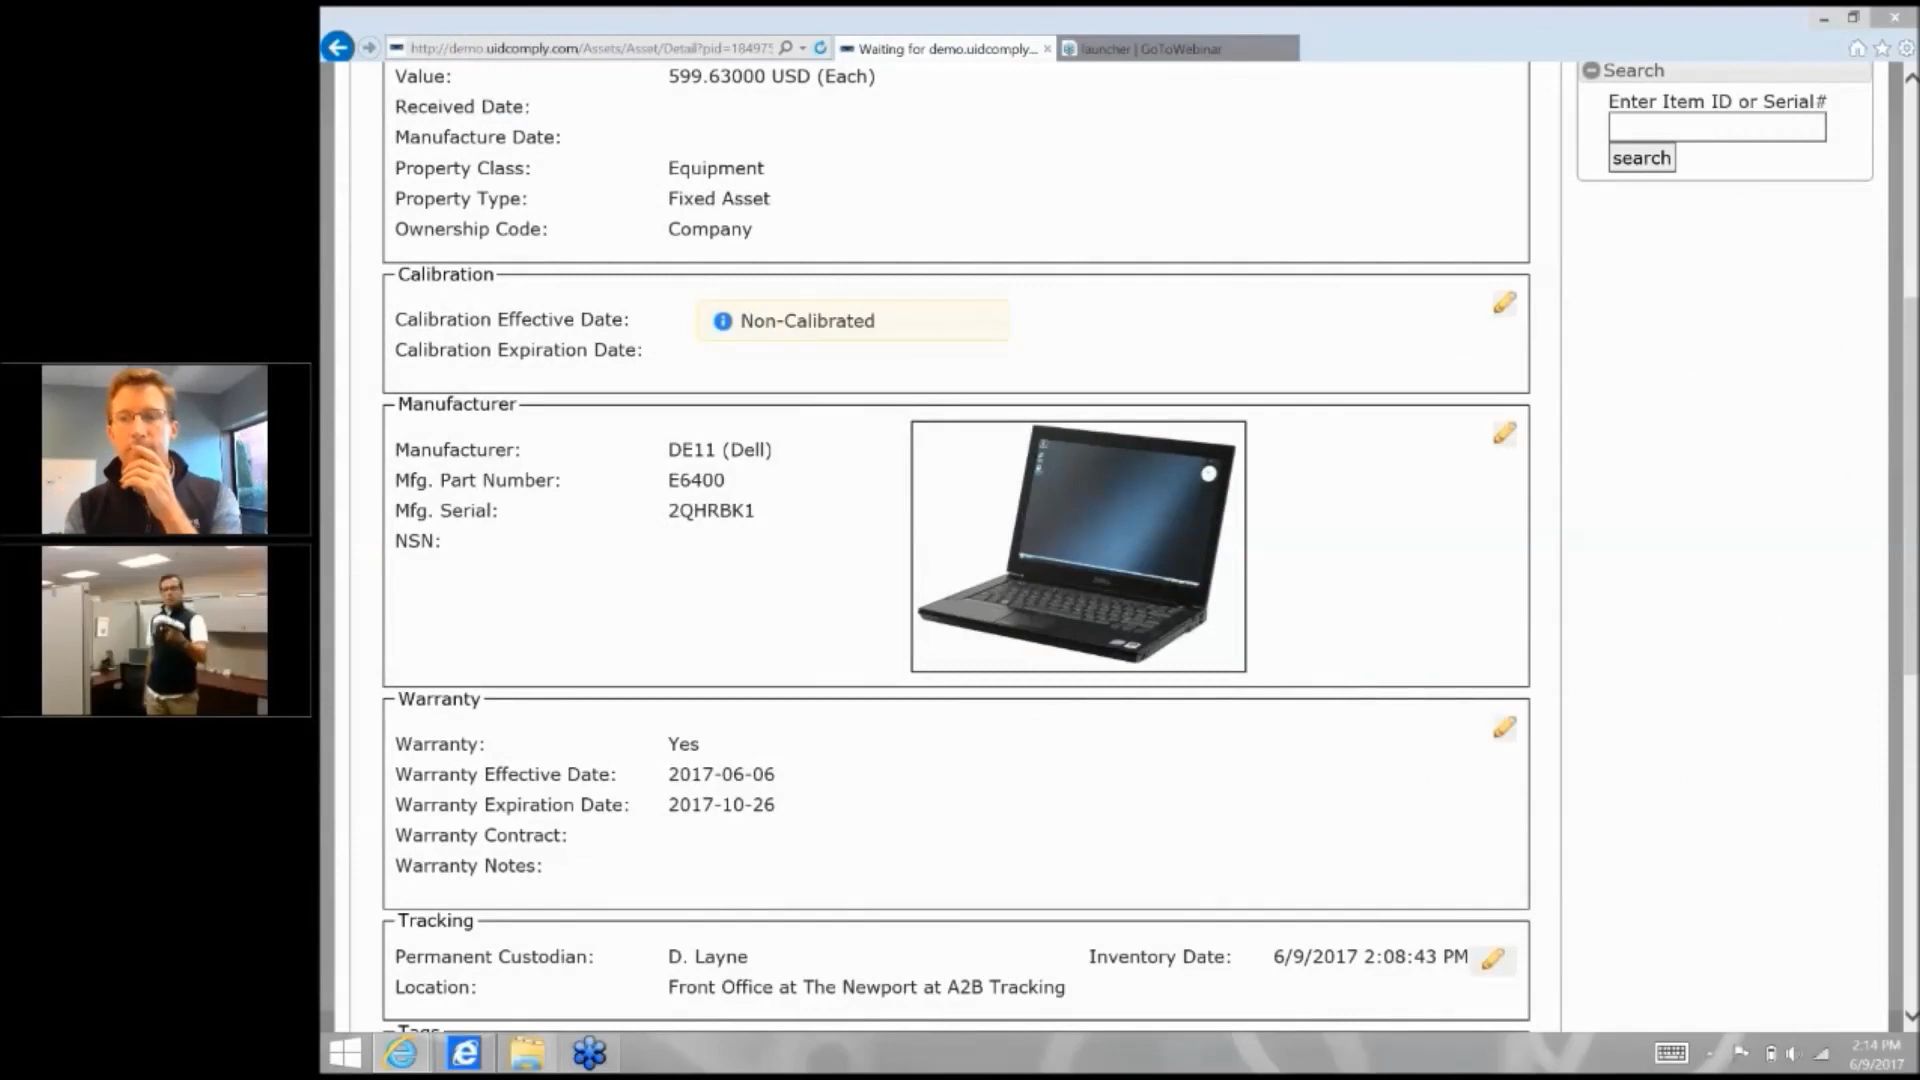 http://demo.uidcomply.com/Assets/Asset/Detail?pid=184975
Waiting for demo.uidcomply...
launcher | GoToWebinar
Value: 599.63000 USD (Each)
Received Date:
Manufacture Date:
Property Class: Equipment
Property Type: Fixed Asset
Ownership Code: Company
Search
Enter Item ID or Serial#
search
Calibration
Calibration Effective Date:
Non-Calibrated
Calibration Expiration Date:
Manufacturer
Manufacturer: DE11 (Dell)
Mfg. Part Number: E6400
Mfg. Serial: 2QHRBK1
NSN:
Warranty
Warranty: Yes
Warranty Effective Date: 2017-06-06
Warranty Expiration Date: 2017-10-26
Warranty Contract:
Warranty Notes:
Tracking
Permanent Custodian: D. Layne Inventory Date: 6/9/2017 2:08:43 PM
Location: Front Office at The Newport at A2B Tracking
Tags
2:14 PM
6/9/2017